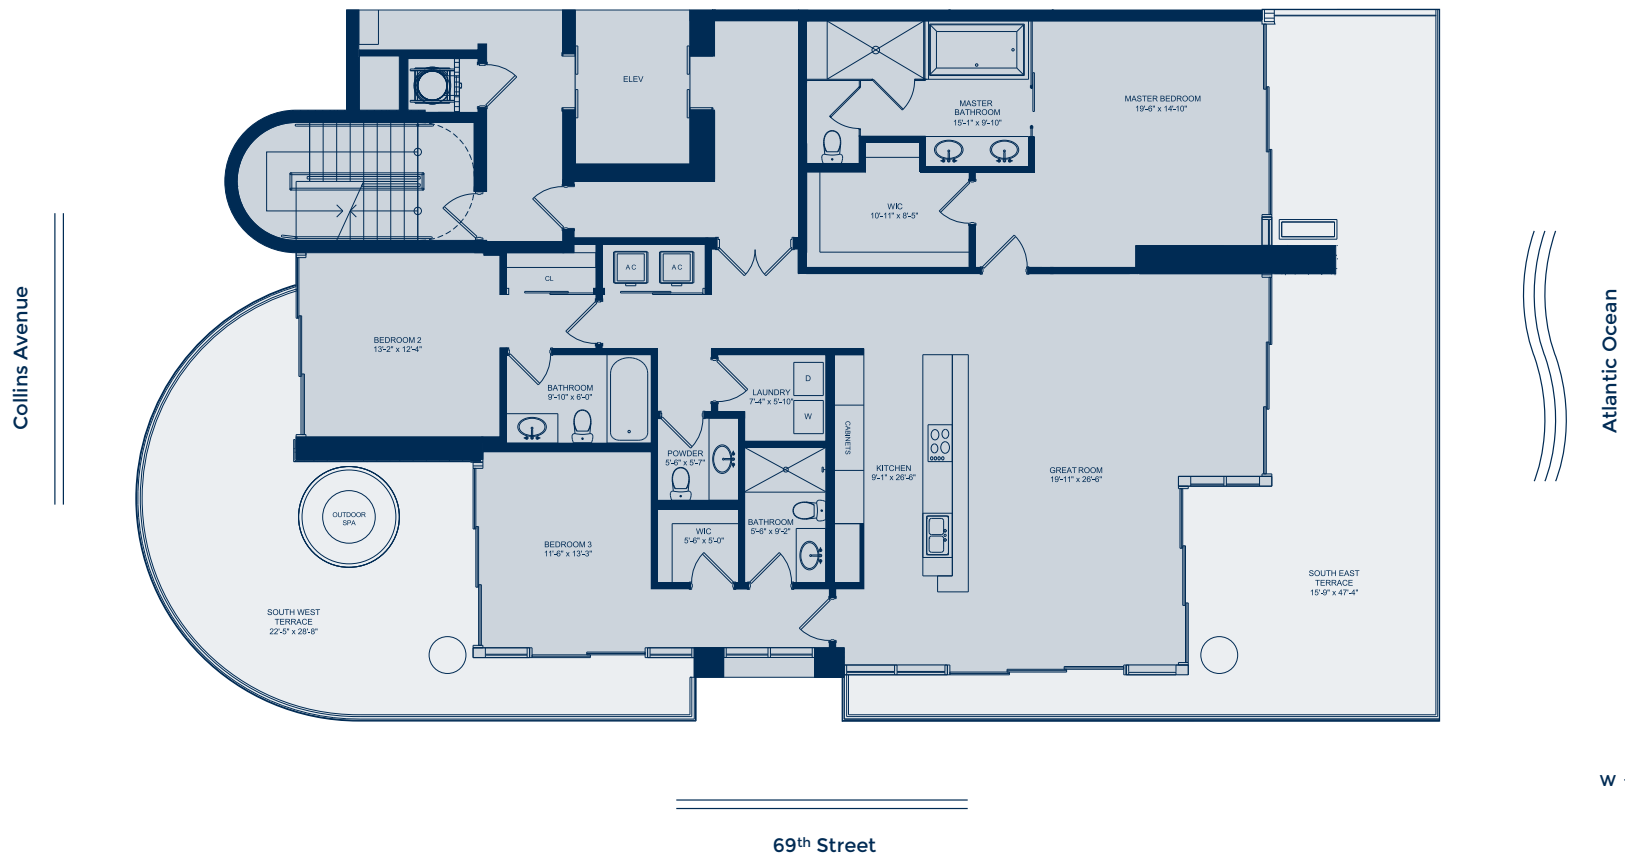 ELEV
MASTER
BATHROOM
15'-1" x 9'-10"
MASTER BEDROOM
19'-6" x 14'-10"
WIC
10'-11" x 8'-5"
AC
AC
CL
BEDROOM 2
13'-2" x 12'-4"
BATHROOM
9'-10" x 6'-0"
LAUNDRY
7'-4" x 5'-10"
D
W
CABINETS
POWDER
5'-6" x 5'-7"
KITCHEN
9'-1" x 26'-6"
GREAT ROOM
19'-11" x 26'-6"
OUTDOOR
SPA
BATHROOM
5'-6" x 9'-2"
WIC
5'-6" x 5'-0"
BEDROOM 3
11'-6" x 13'-3"
SOUTH WEST
TERRACE
22'-5" x 28'-8"
SOUTH EAST
TERRACE
15'-9" x 47'-4"
Collins Avenue
Atlantic Ocean
W
69th Street